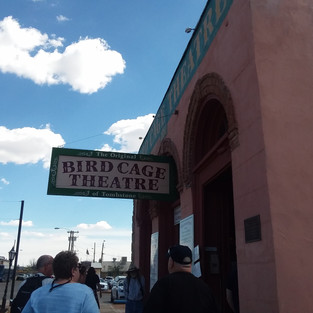 THEATRE
The Original
BIRD CAGE
THEATRE
of Tombstone